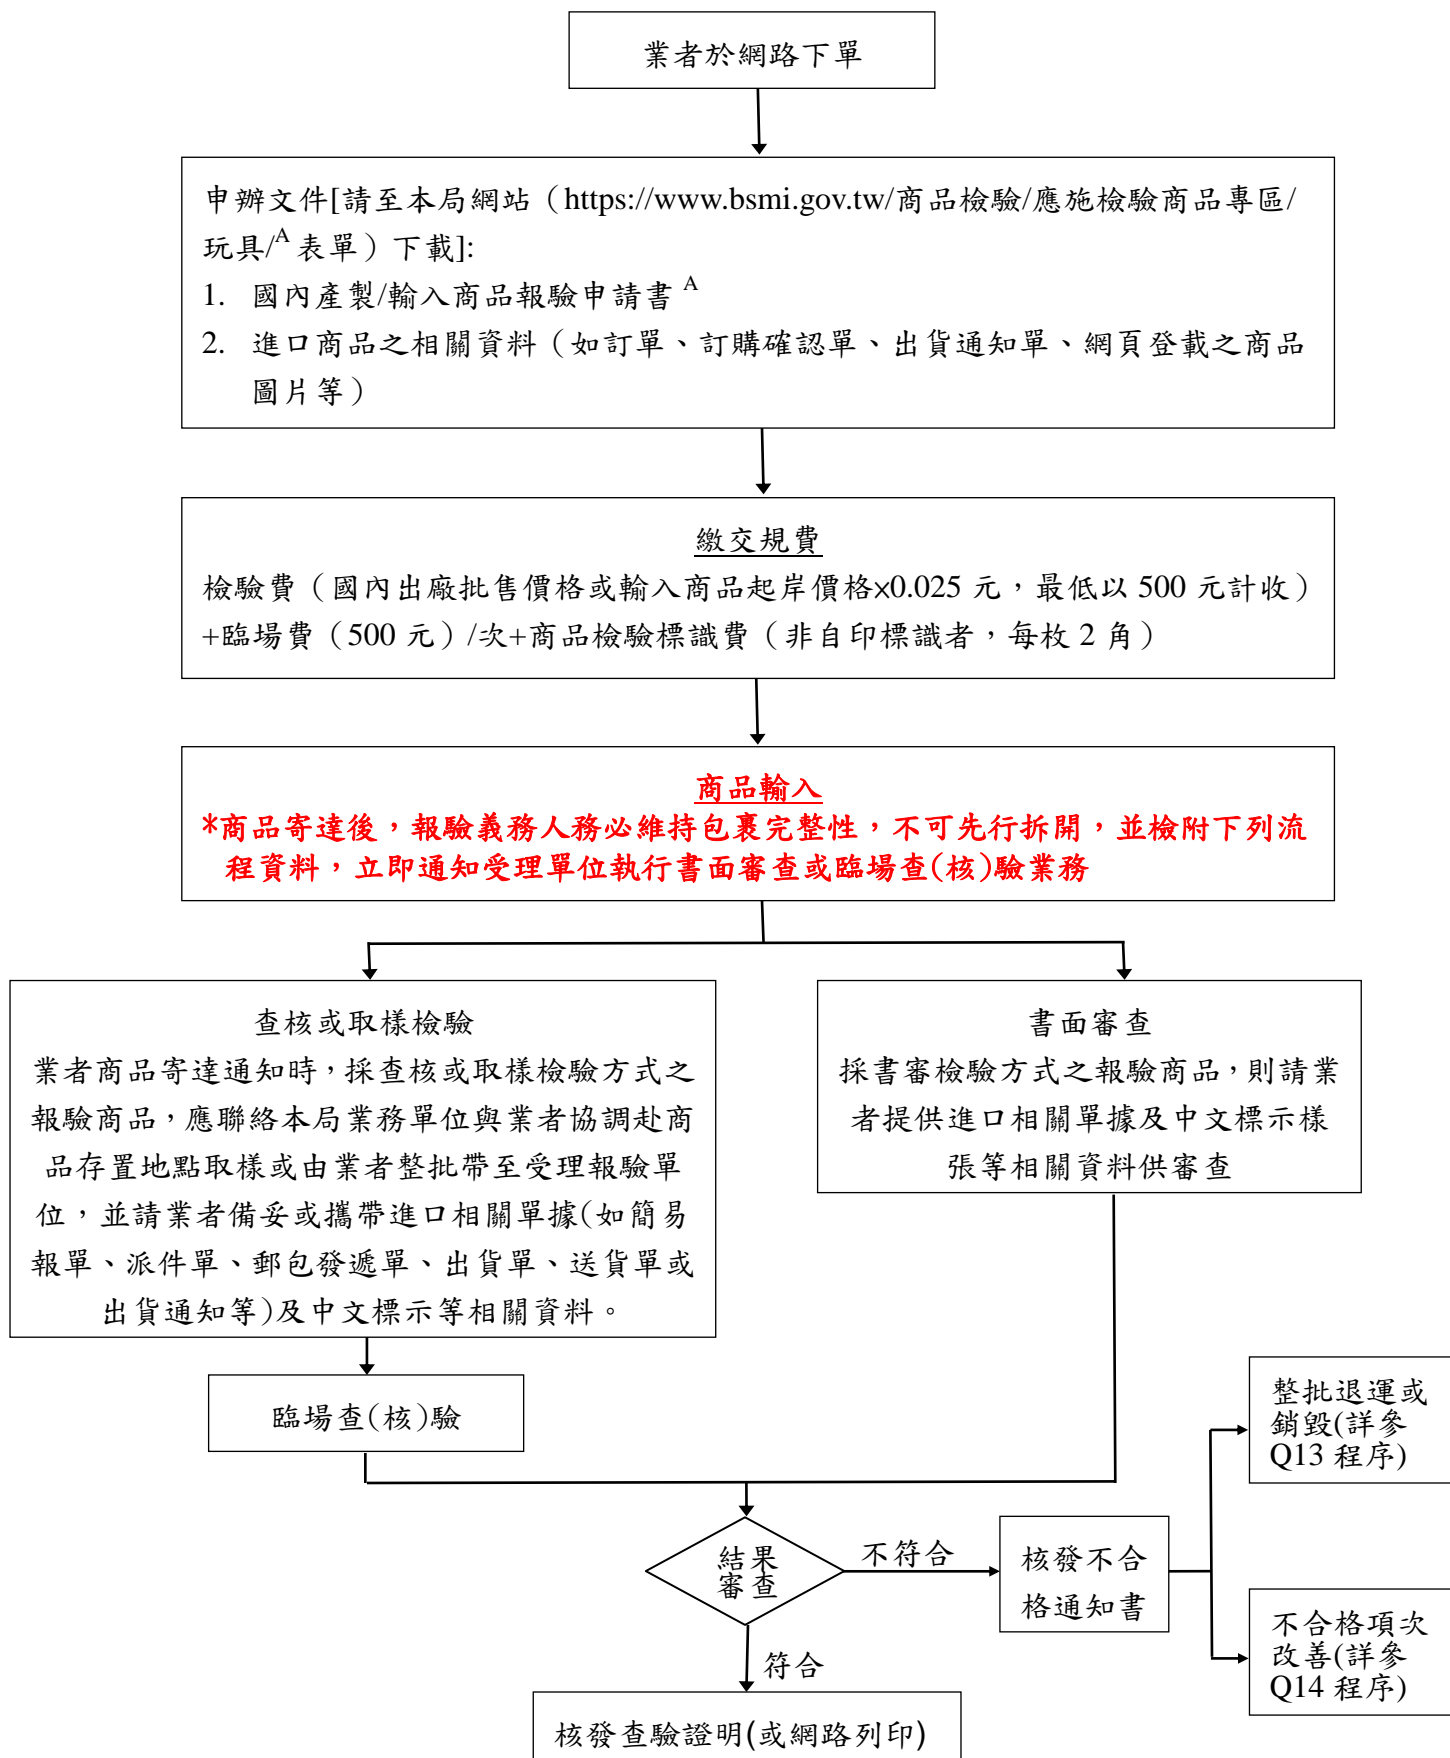 業者於網路下單
申辦文件[請至本局網站（https://www.bsmi.gov.tw/商品檢驗/應施檢驗商品專區/
玩具/A 表單）下載]:
1. 國內產製/輸入商品報驗申請書 A
2. 進口商品之相關資料（如訂單、訂購確認單、出貨通知單、網頁登載之商品
圖片等）
繳交規費
檢驗費（國內出廠批售價格或輸入商品起岸價格×0.025 元，最低以 500 元計收）
+臨場費（500 元）/次+商品檢驗標識費（非自印標識者，每枚 2 角）
商品輸入
*商品寄達後，報驗義務人務必維持包裹完整性，不可先行拆開，並檢附下列流
程資料，立即通知受理單位執行書面審查或臨場查(核)驗業務
查核或取樣檢驗
業者商品寄達通知時，採查核或取樣檢驗方式之
報驗商品，應聯絡本局業務單位與業者協調赴商
品存置地點取樣或由業者整批帶至受理報驗單
位，並請業者備妥或攜帶進口相關單據(如簡易
報單、派件單、郵包發遞單、出貨單、送貨單或
出貨通知等)及中文標示等相關資料。
書面審查
採書審檢驗方式之報驗商品，則請業
者提供進口相關單據及中文標示樣
張等相關資料供審查
臨場查(核)驗
結果
審查
不符合
核發不合
格通知書
整批退運或
銷毀(詳參
Q13 程序)
不合格項次
改善(詳參
Q14 程序)
符合
核發查驗證明(或網路列印)